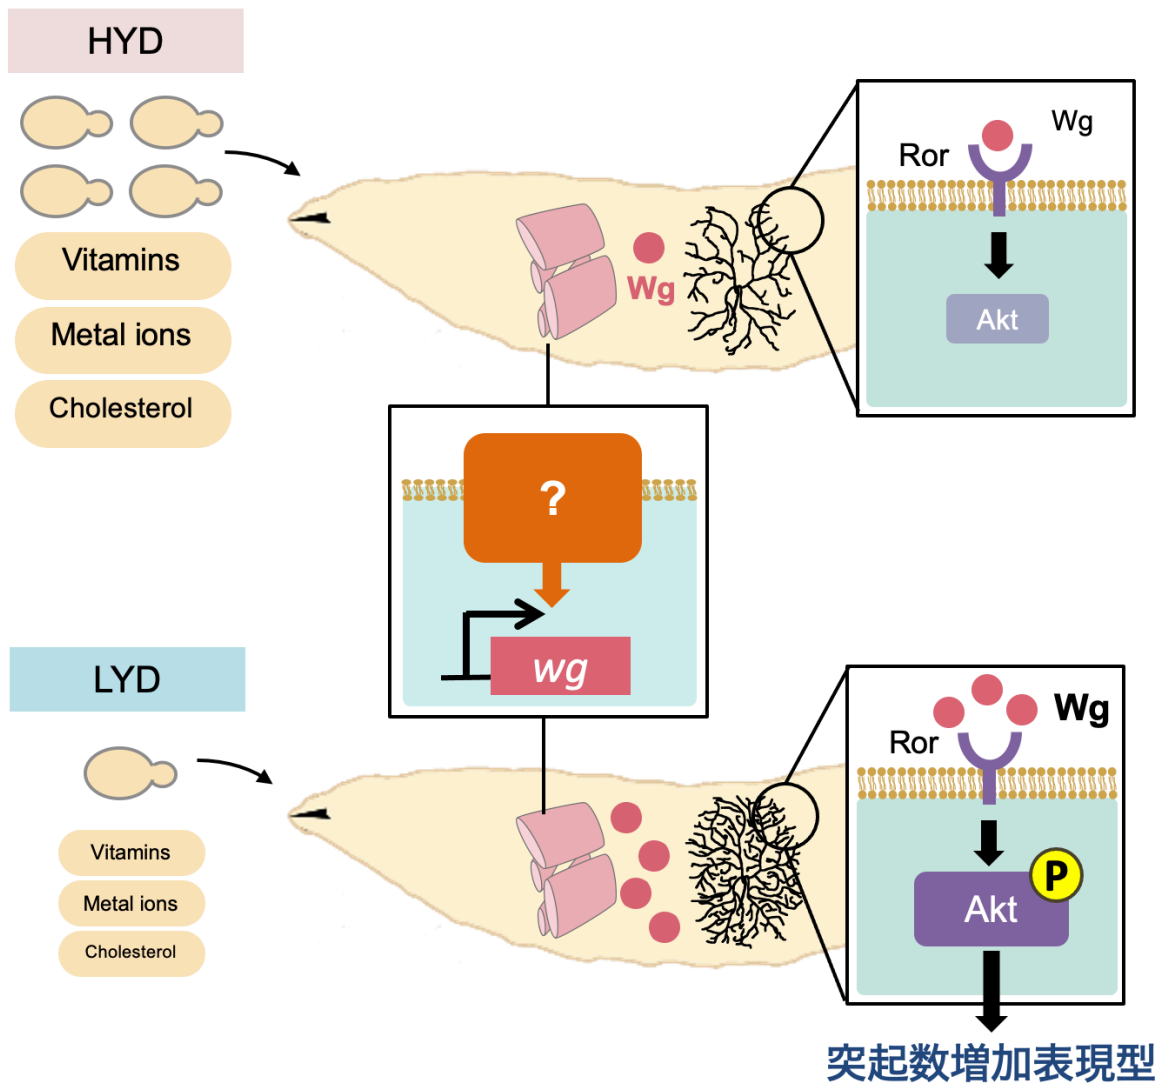 HYD
Vitamins
Metal ions
Cholesterol
Wg
Wg
Ror
Akt
?
wg
LYD
Vitamins
Metal ions
Cholesterol
Wg
Ror
P
Akt
突起数増加表現型